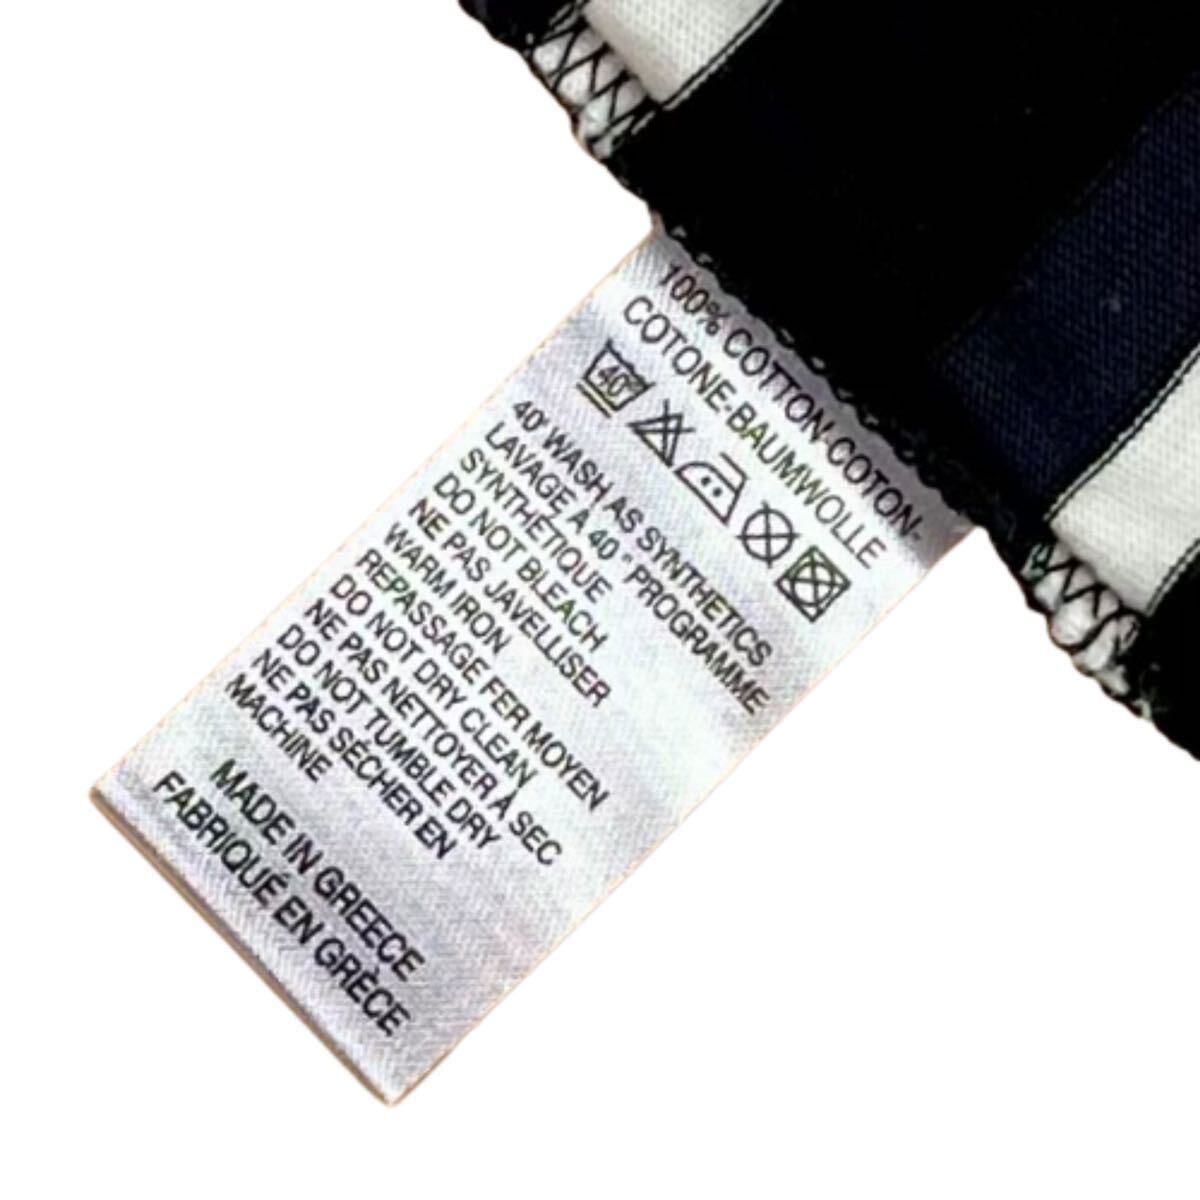 100% COTTON-COTON-
COTONE-BAUMWOLLE
40°
40° WASH AS SYNTHETICS
LAVAGE À 40° PROGRAMME
SYNTHÉTIQUE
DO NOT BLEACH
NE PAS JAVELLISER
WARM IRON
REPASSAGE FER MOYEN
DO NOT DRY CLEAN
NE PAS NETTOYER À SEC
DO NOT TUMBLE DRY
NE PAS SÉCHER EN
MACHINE
MADE IN GREECE
FABRIQUÉ EN GRÈCE